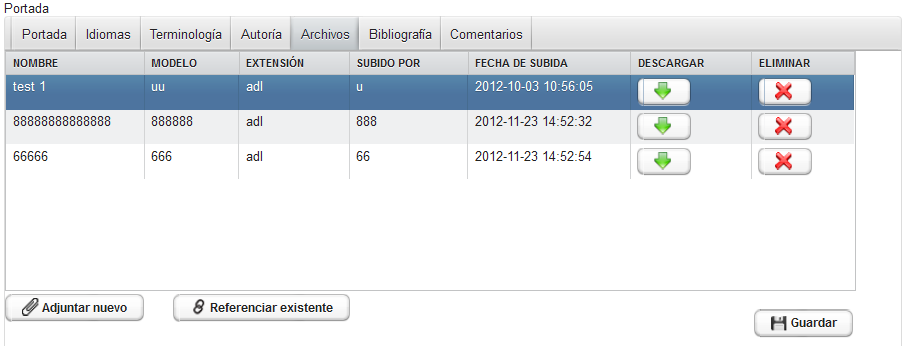 Portada
Portada Idiomas Terminología Autoría Archivos Bibliografía Comentarios
NOMBRE MODELO EXTENSIÓN SUBIDO POR FECHA DE SUBIDA DESCARGAR ELIMINAR
test 1 uu adl u 2012-10-03 10:56:05
88888888888888 888888 adl 888 2012-11-23 14:52:32
66666 666 adl 66 2012-11-23 14:52:54
Adjuntar nuevo Referenciar existente
Guardar